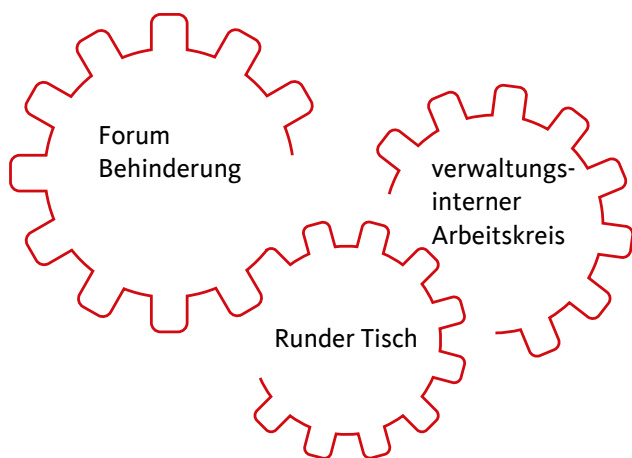 Forum
Behinderung
verwaltungs-
interner
Arbeitskreis
Runder Tisch